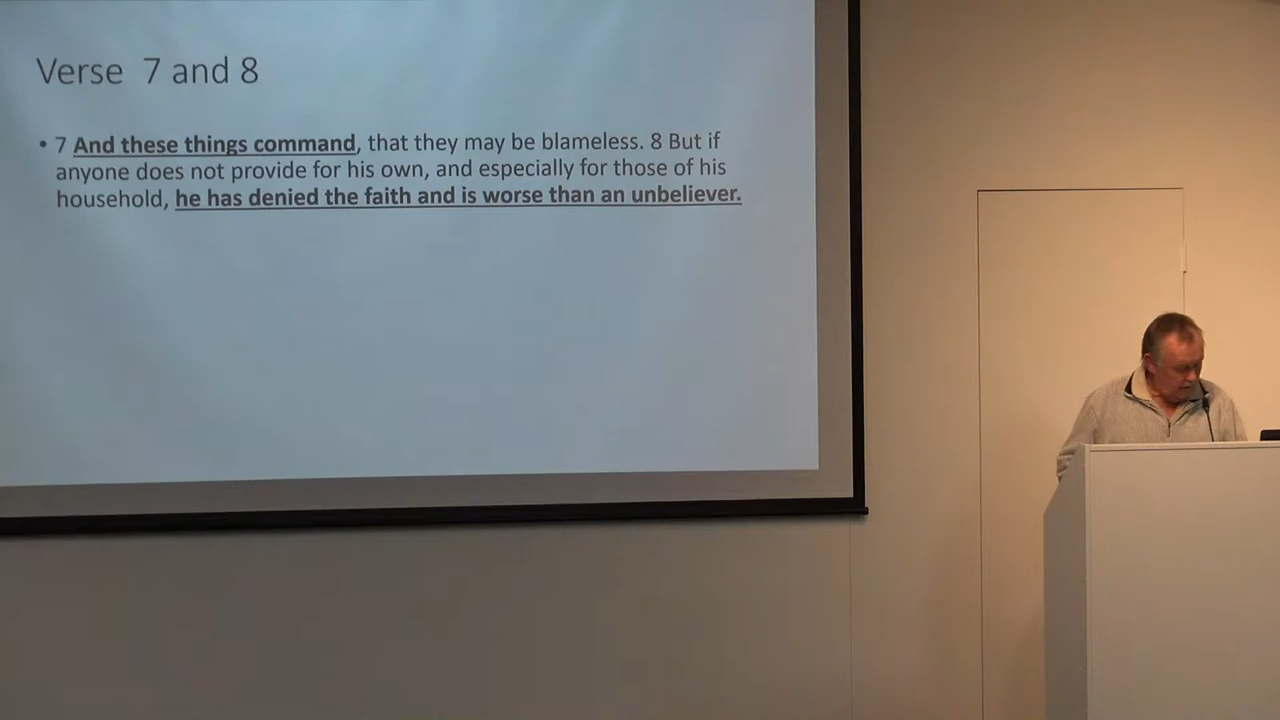 Verse 7 and 8
• 7 And these things command, that they may be blameless. 8 But if
anyone does not provide for his own, and especially for those of his
household, he has denied the faith and is worse than an unbeliever.